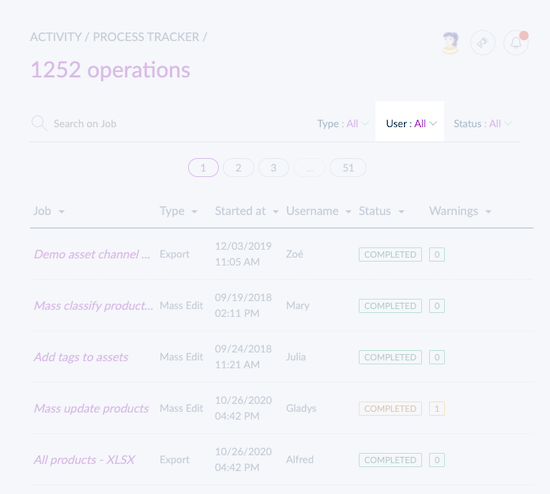 ACTIVITY / PROCESS TRACKER /
1252 operations
Search on Job Type : All User : All Status : All
1 2 3 ... 51
Job Type Started at Username Status Warnings
Demo asset channel ... Export 12/03/2019 11:05 AM Zoé COMPLETED 0
Mass classify product... Mass Edit 09/19/2018 02:11 PM Mary COMPLETED 0
Add tags to assets Mass Edit 09/24/2018 11:21 AM Julia COMPLETED 0
Mass update products Mass Edit 10/26/2020 04:42 PM Gladys COMPLETED 1
All products - XLSX Export 10/26/2020 04:42 PM Alfred COMPLETED 0